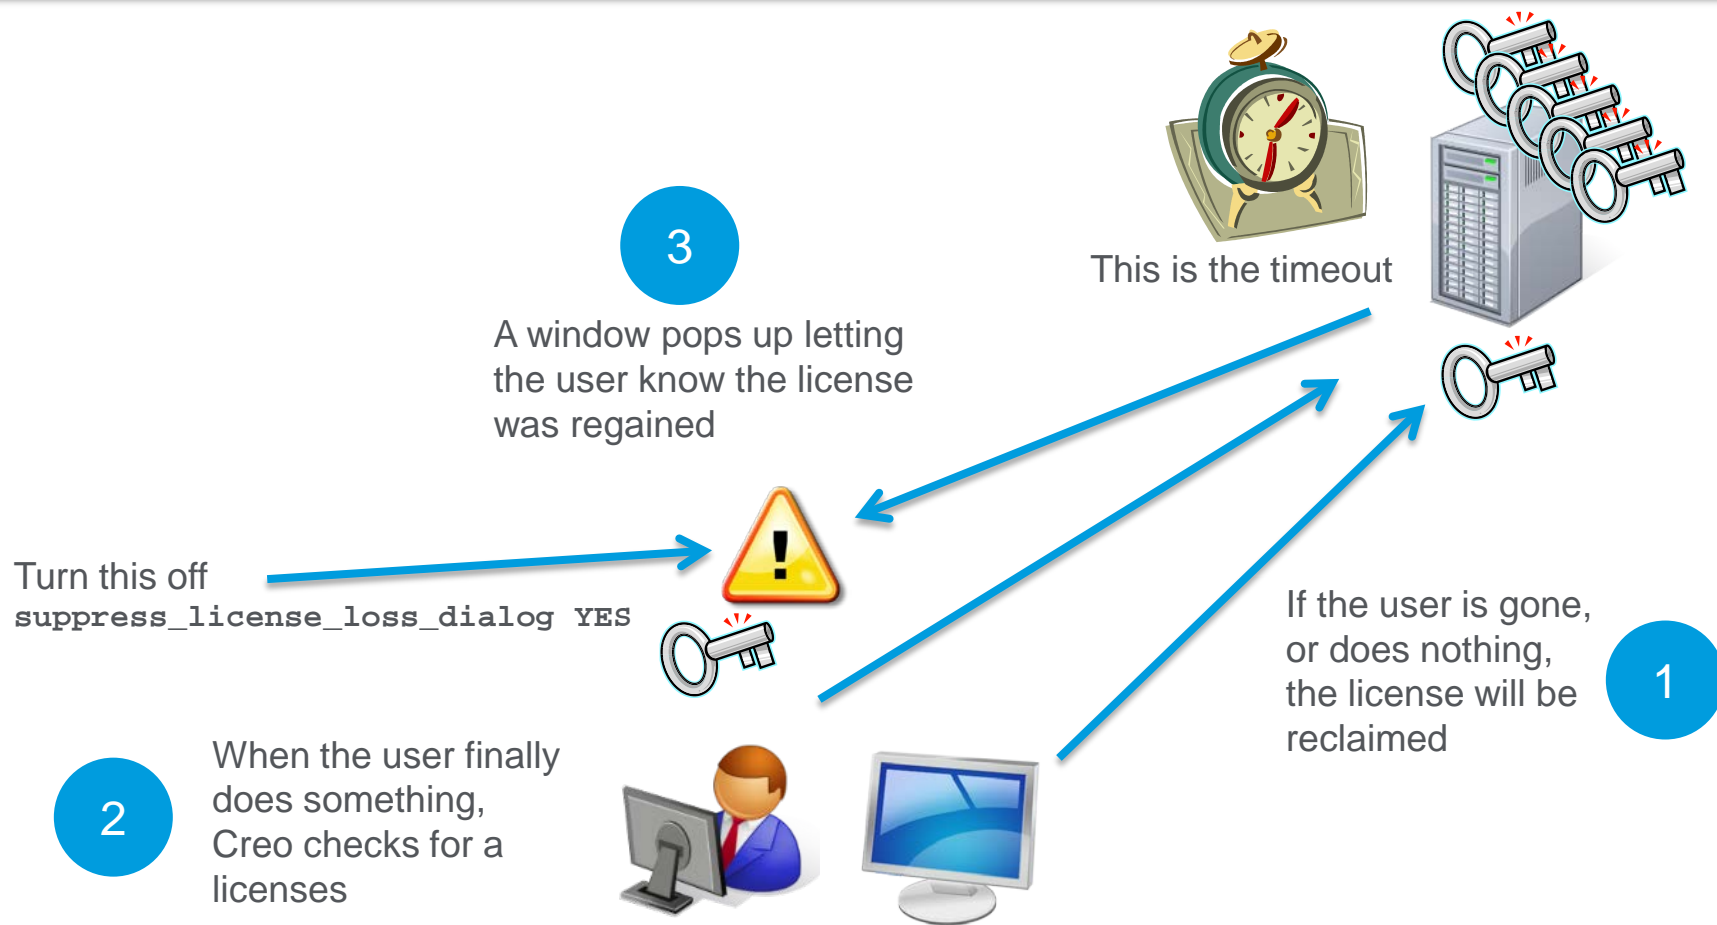 This is the timeout
3
A window pops up letting
the user know the license
was regained
Turn this off
suppress_license_loss_dialog YES
If the user is gone,
or does nothing,
the license will be
reclaimed
1
2
When the user finally
does something,
Creo checks for a
licenses